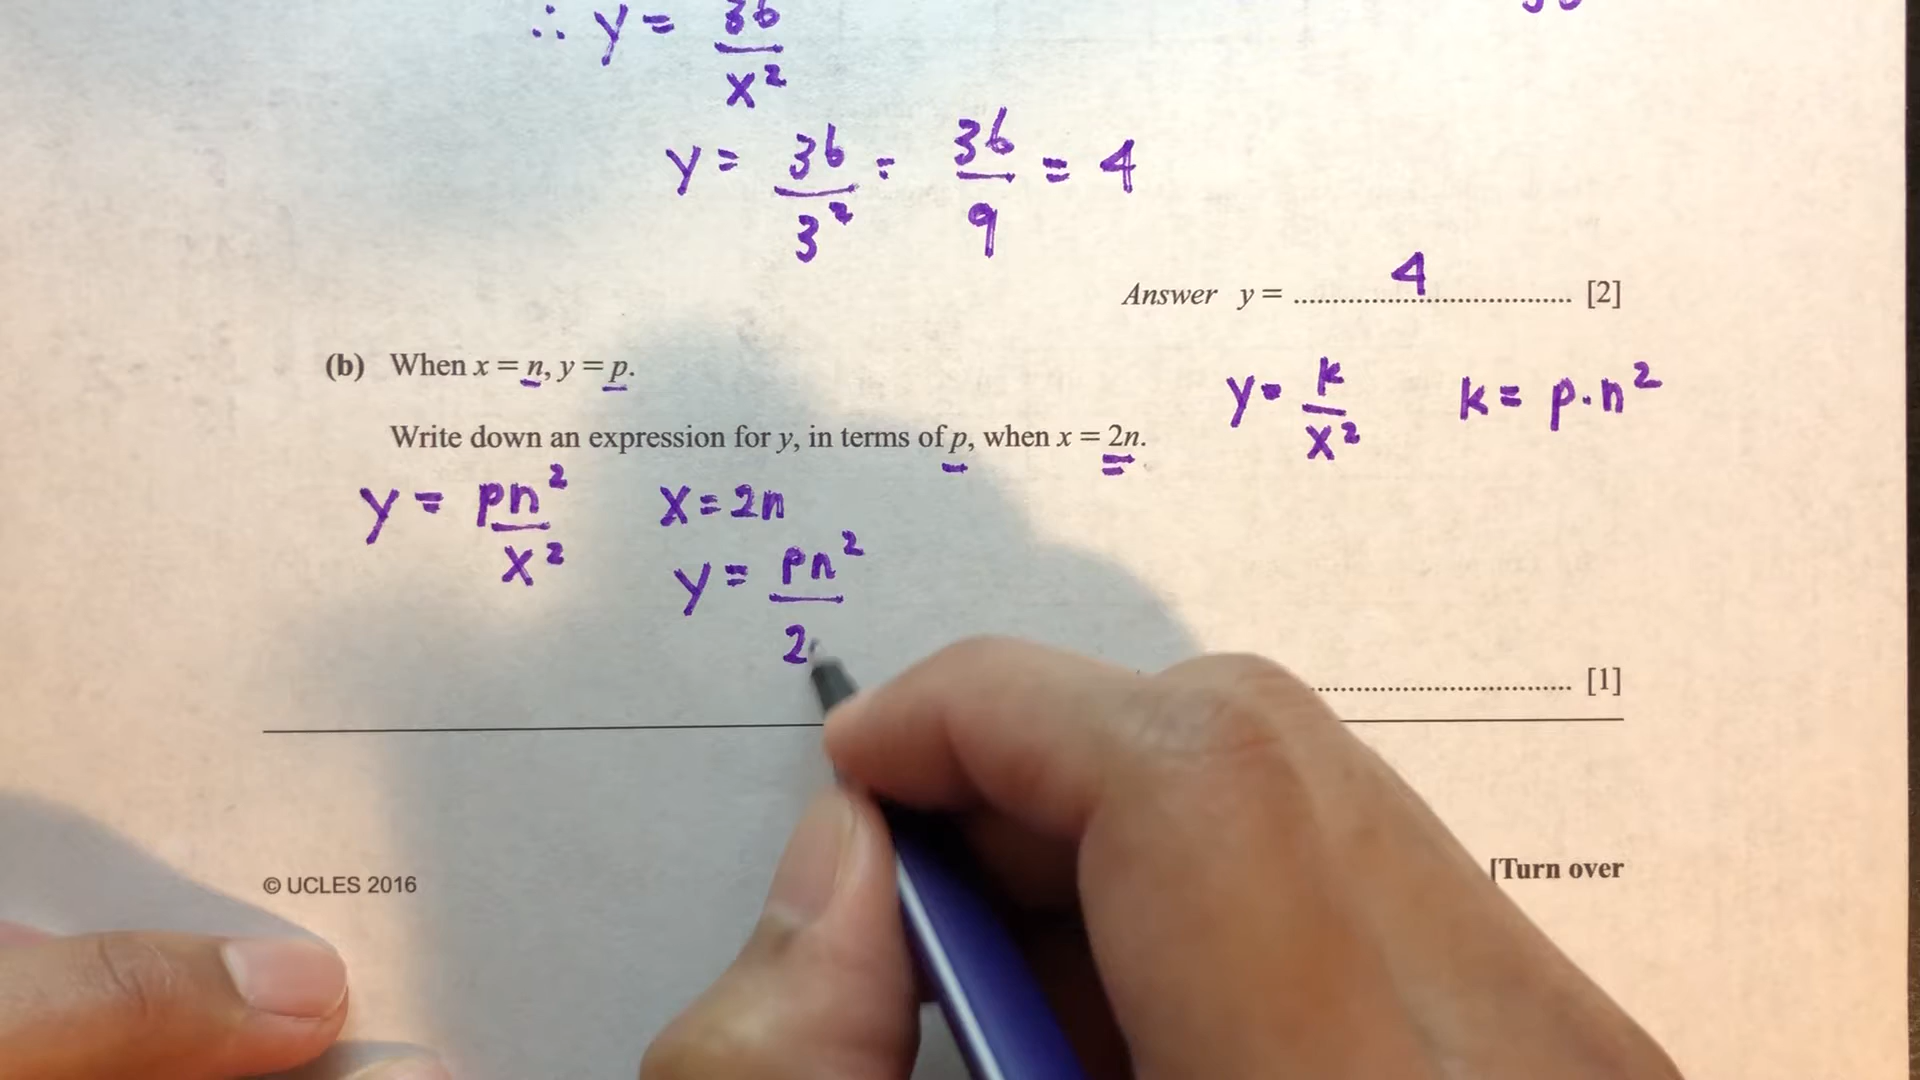 ∴ y = 36/x²
y = 36/3² = 36/9 = 4
Answer y = 4 [2]
(b) When x = n, y = p.
y = k/x² k = p·n²
Write down an expression for y, in terms of p, when x = 2n.
y = pn²/x² x = 2n
y = pn²/2
[1]
© UCLES 2016
[Turn over